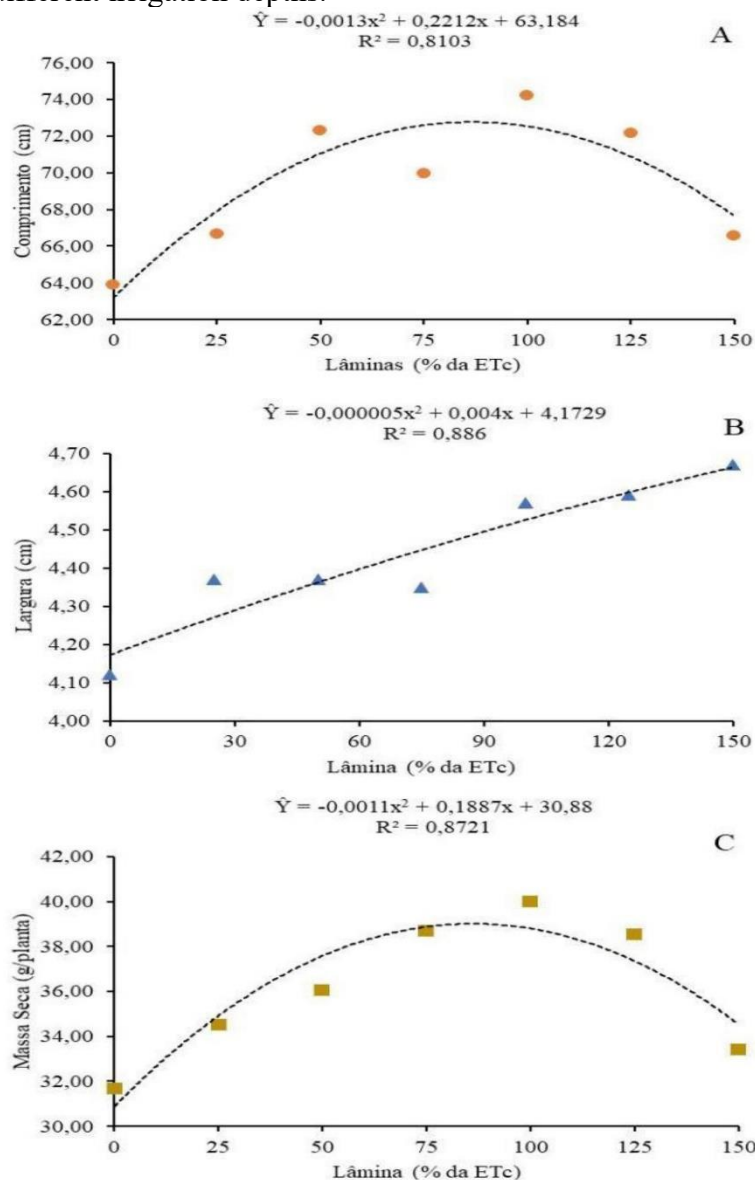 different irrigation depths.
Ŷ = -0,0013x² + 0,2212x + 63,184
R² = 0,8103
A
76,00
74,00
72,00
70,00
68,00
66,00
64,00
62,00
Comprimento (cm)
0 25 50 75 100 125 150
Lâminas (% da ETc)
Ŷ = -0,000005x² + 0,004x + 4,1729
R² = 0,886
B
4,70
4,60
4,50
4,40
4,30
4,20
4,10
4,00
Largura (cm)
0 30 60 90 120 150
Lâmina (% da ETc)
Ŷ = -0,0011x² + 0,1887x + 30,88
R² = 0,8721
C
42,00
40,00
38,00
36,00
34,00
32,00
30,00
Massa Seca (g/planta)
0 25 50 75 100 125 150
Lâmina (% da ETc)